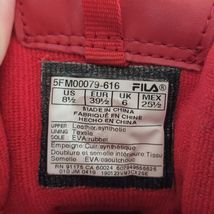 5FM00079-616 FILA
US EUR UK MEX
8½ 39½ 6 25½
MADE IN CHINA
FABRIQUÉ EN CHINE
HECHO EN CHINA
UPPER : Leather, synthetic
LINING : Textile
SOLE : EVA, rubber
Empeigne : Cuir, synthétique
Doublure intérieure : Tissu
Semelle : EVA, caoutchouc